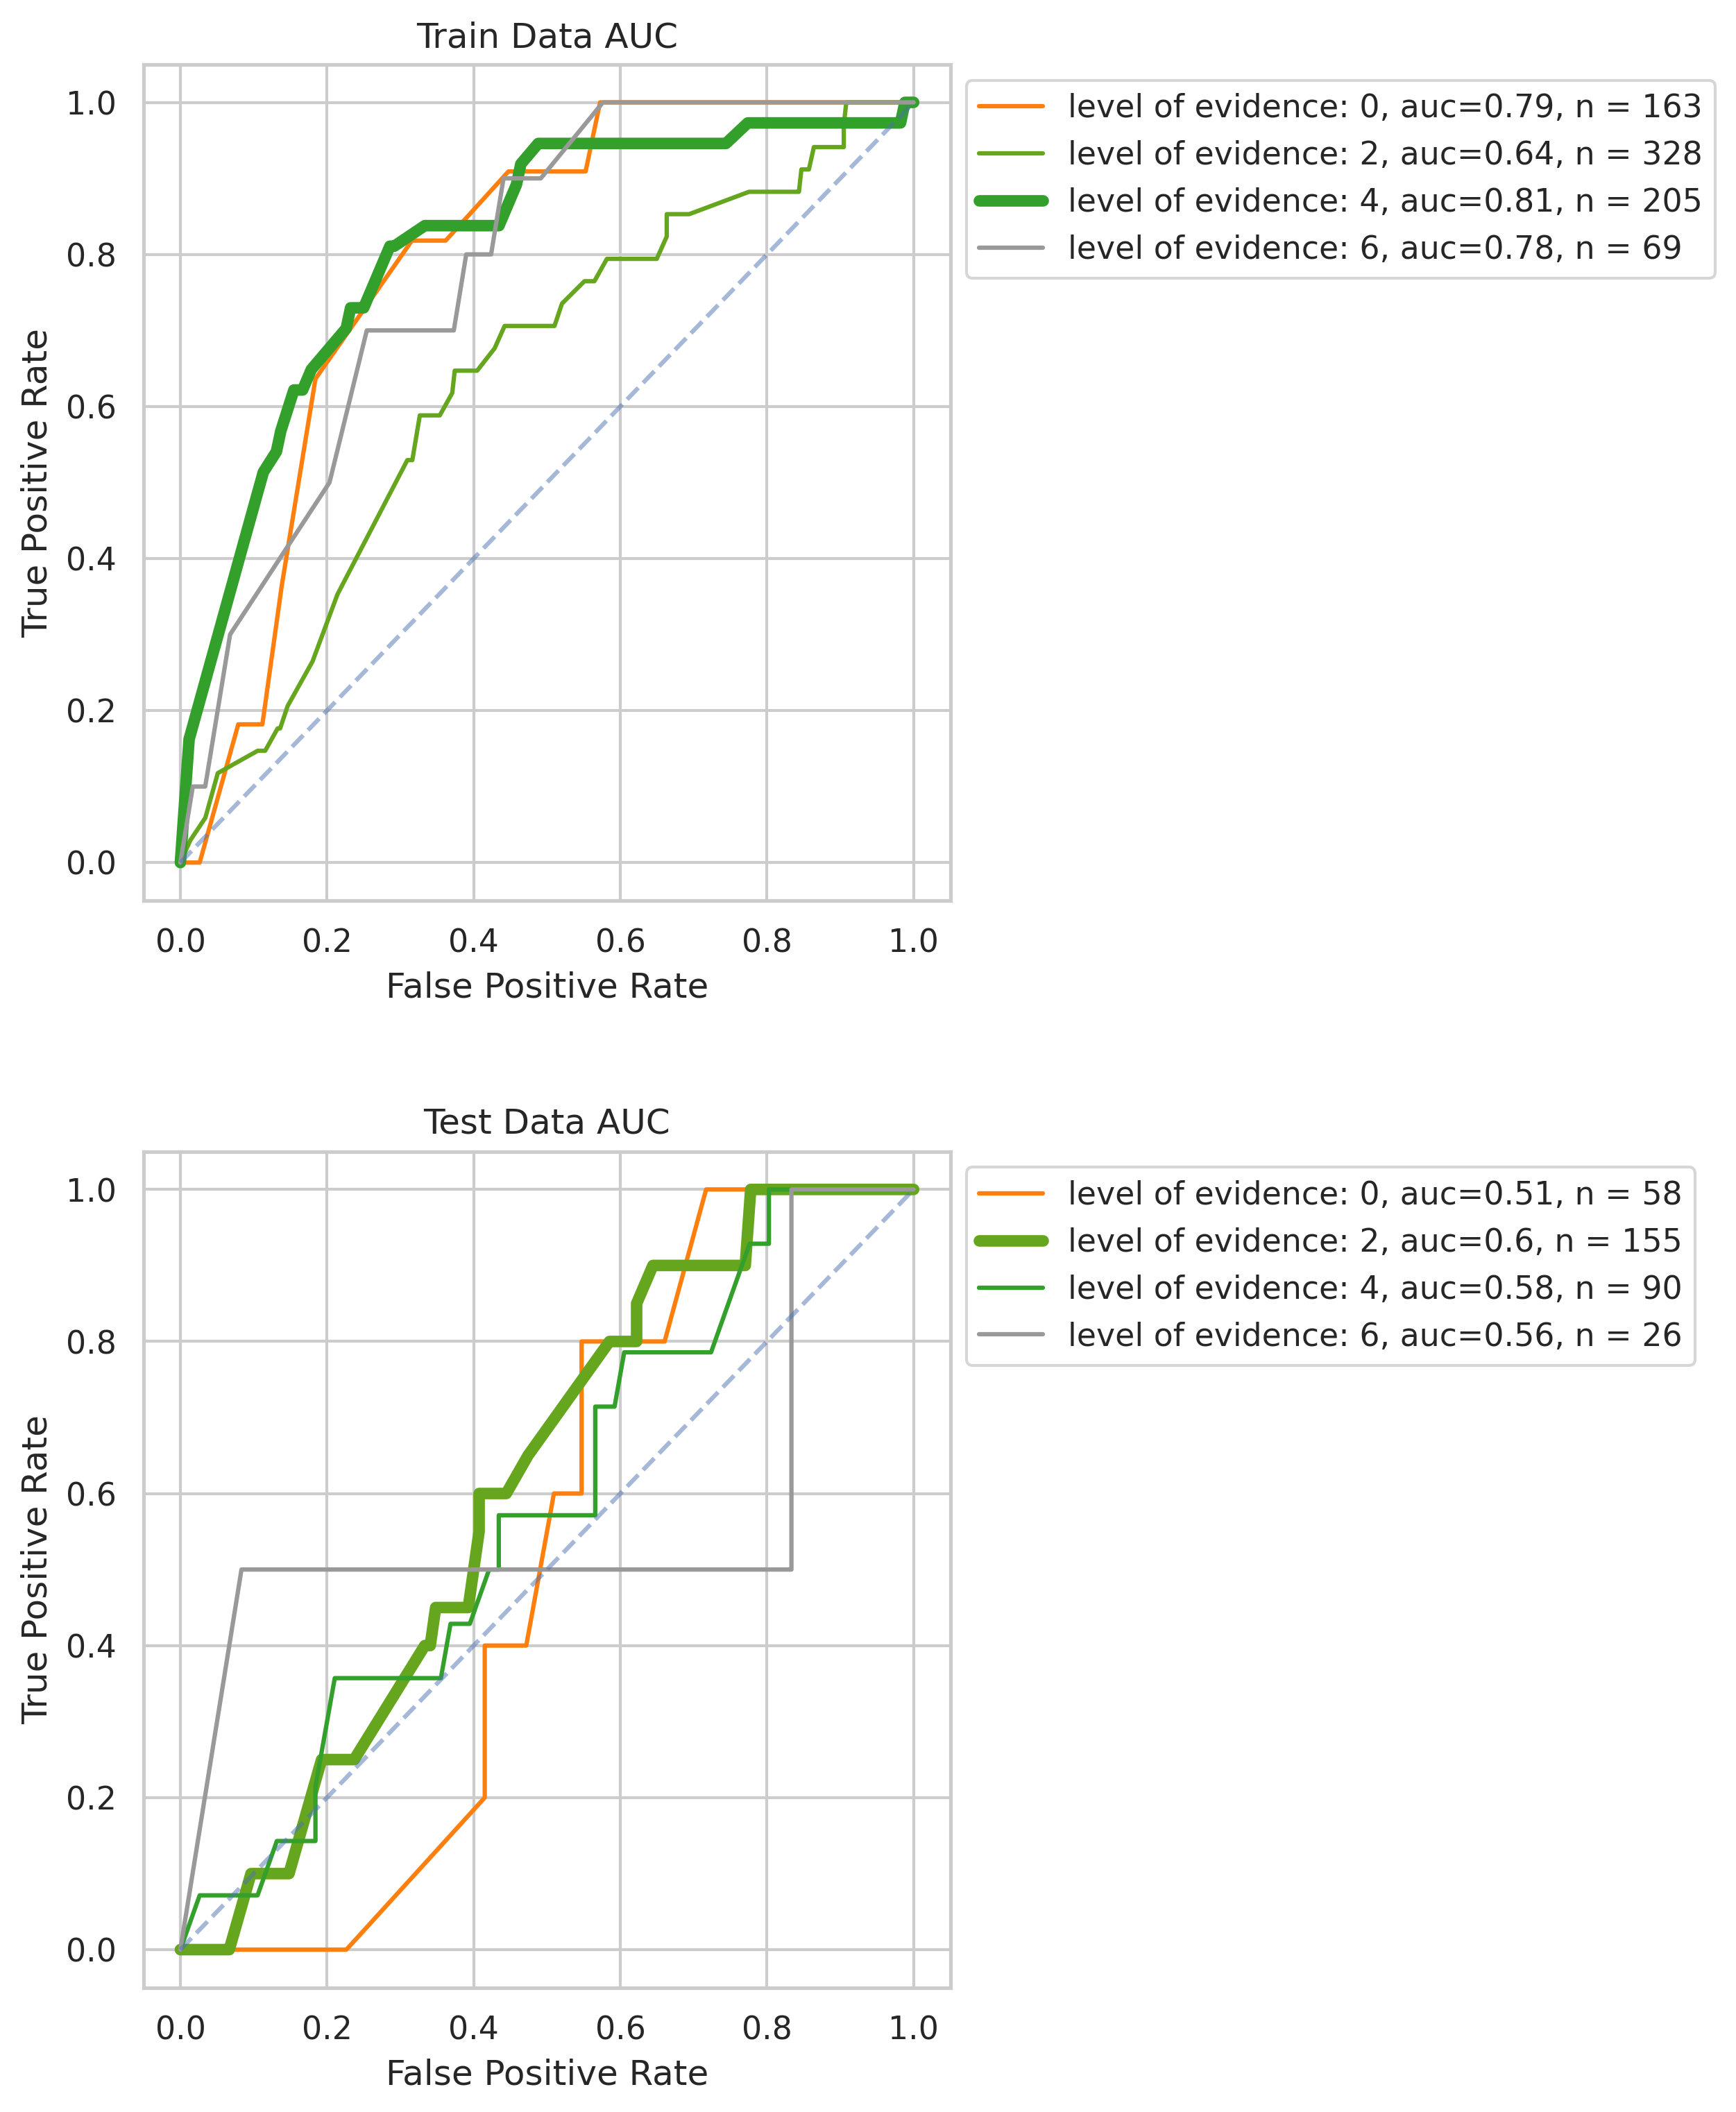 Train Data AUC
True Positive Rate
1.0
0.8
0.6
0.4
0.2
0.0
0.0 0.2 0.4 0.6 0.8 1.0
False Positive Rate
level of evidence: 0, auc=0.79, n = 163
level of evidence: 2, auc=0.64, n = 328
level of evidence: 4, auc=0.81, n = 205
level of evidence: 6, auc=0.78, n = 69
Test Data AUC
True Positive Rate
1.0
0.8
0.6
0.4
0.2
0.0
0.0 0.2 0.4 0.6 0.8 1.0
False Positive Rate
level of evidence: 0, auc=0.51, n = 58
level of evidence: 2, auc=0.6, n = 155
level of evidence: 4, auc=0.58, n = 90
level of evidence: 6, auc=0.56, n = 26